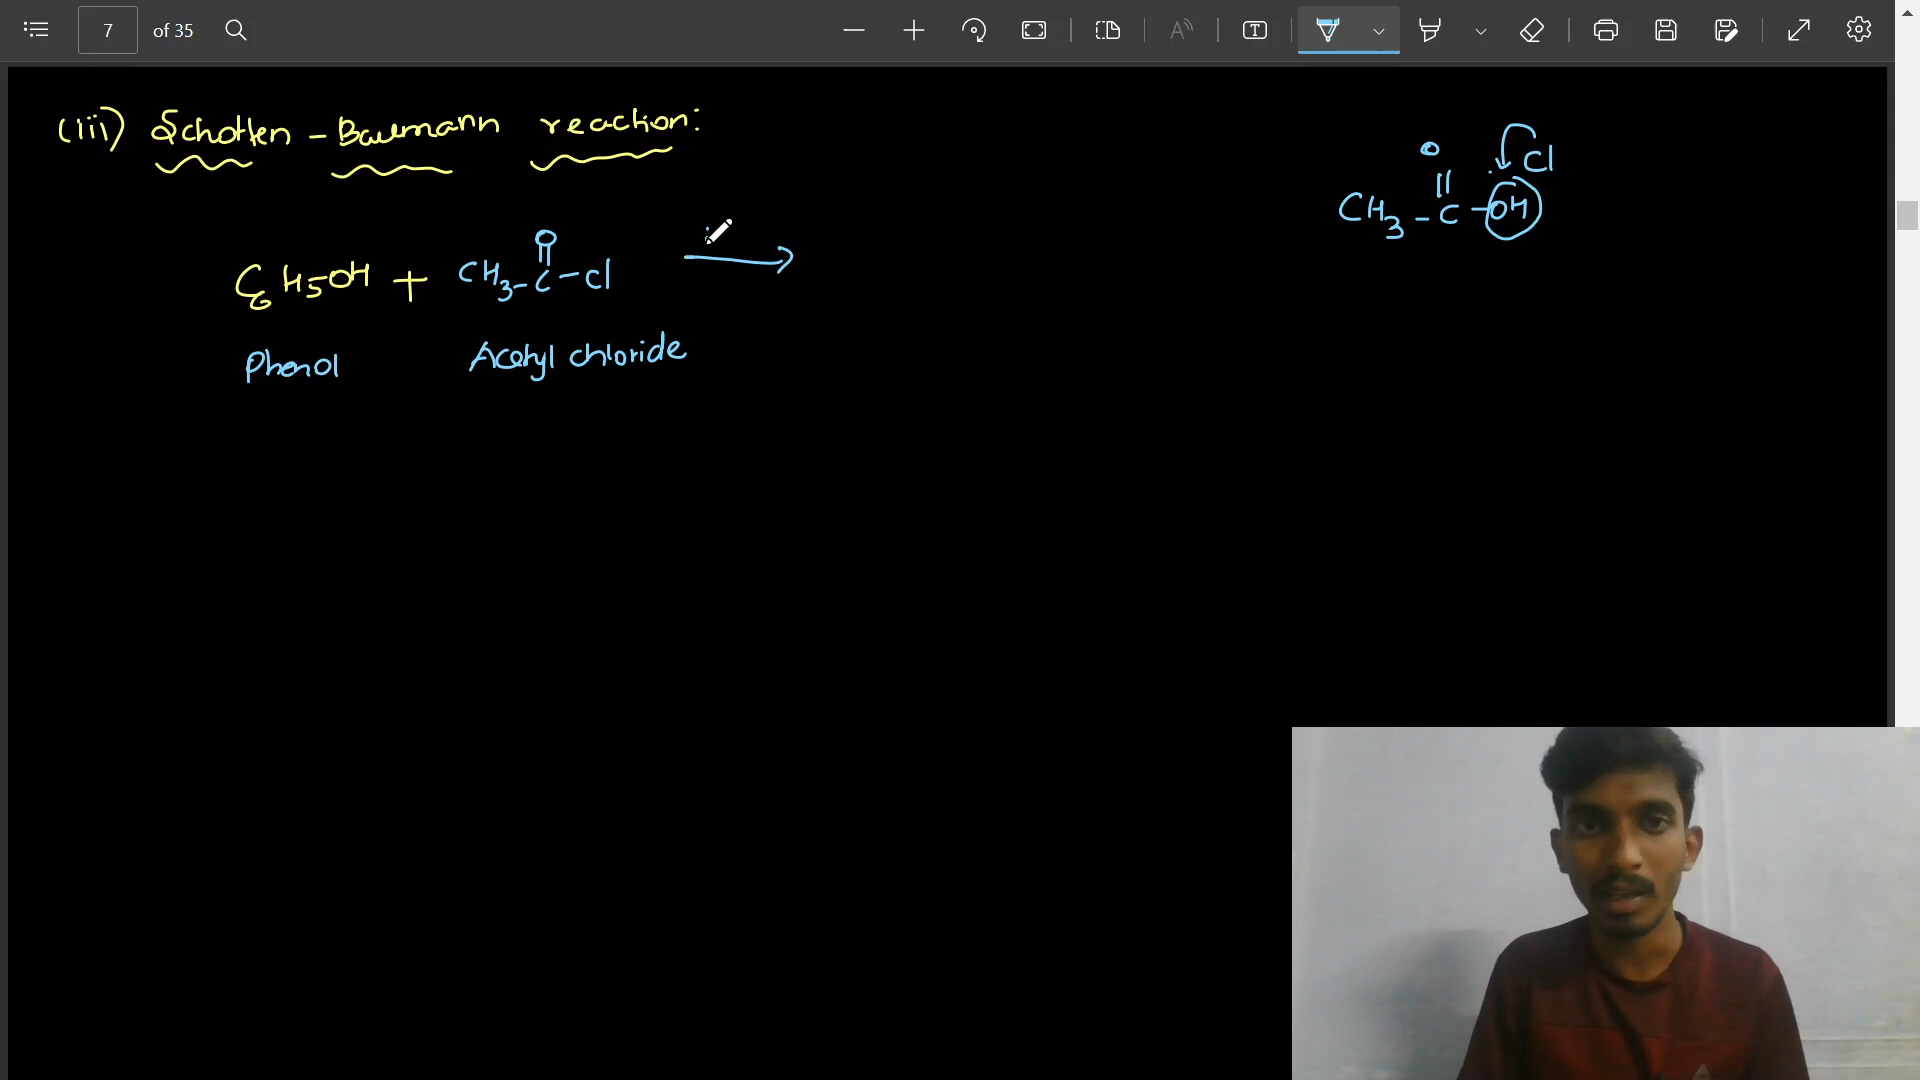 7 of 35
(iii) Schotten - Baumann reaction:
O Cl
||
CH3 - C - OH
O
||
C6H5OH + CH3 - C - Cl
Phenol Acetyl chloride